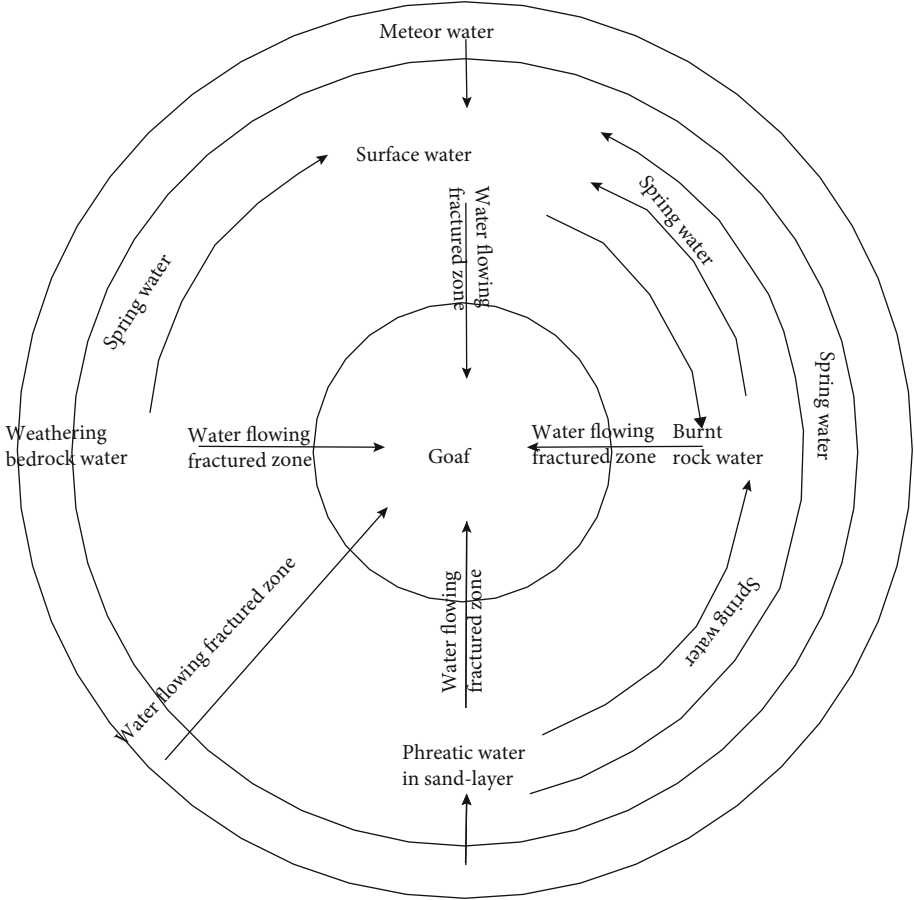 Meteor water
Surface water
Water flowing
fractured zone
Spring water
Spring water
Spring water
Weathering
bedrock water
Water flowing
fractured zone
Goaf
Water flowing
fractured zone
Burnt
rock water
Water flowing fractured zone
Water flowing
fractured zone
Spring water
Phreatic water
in sand-layer